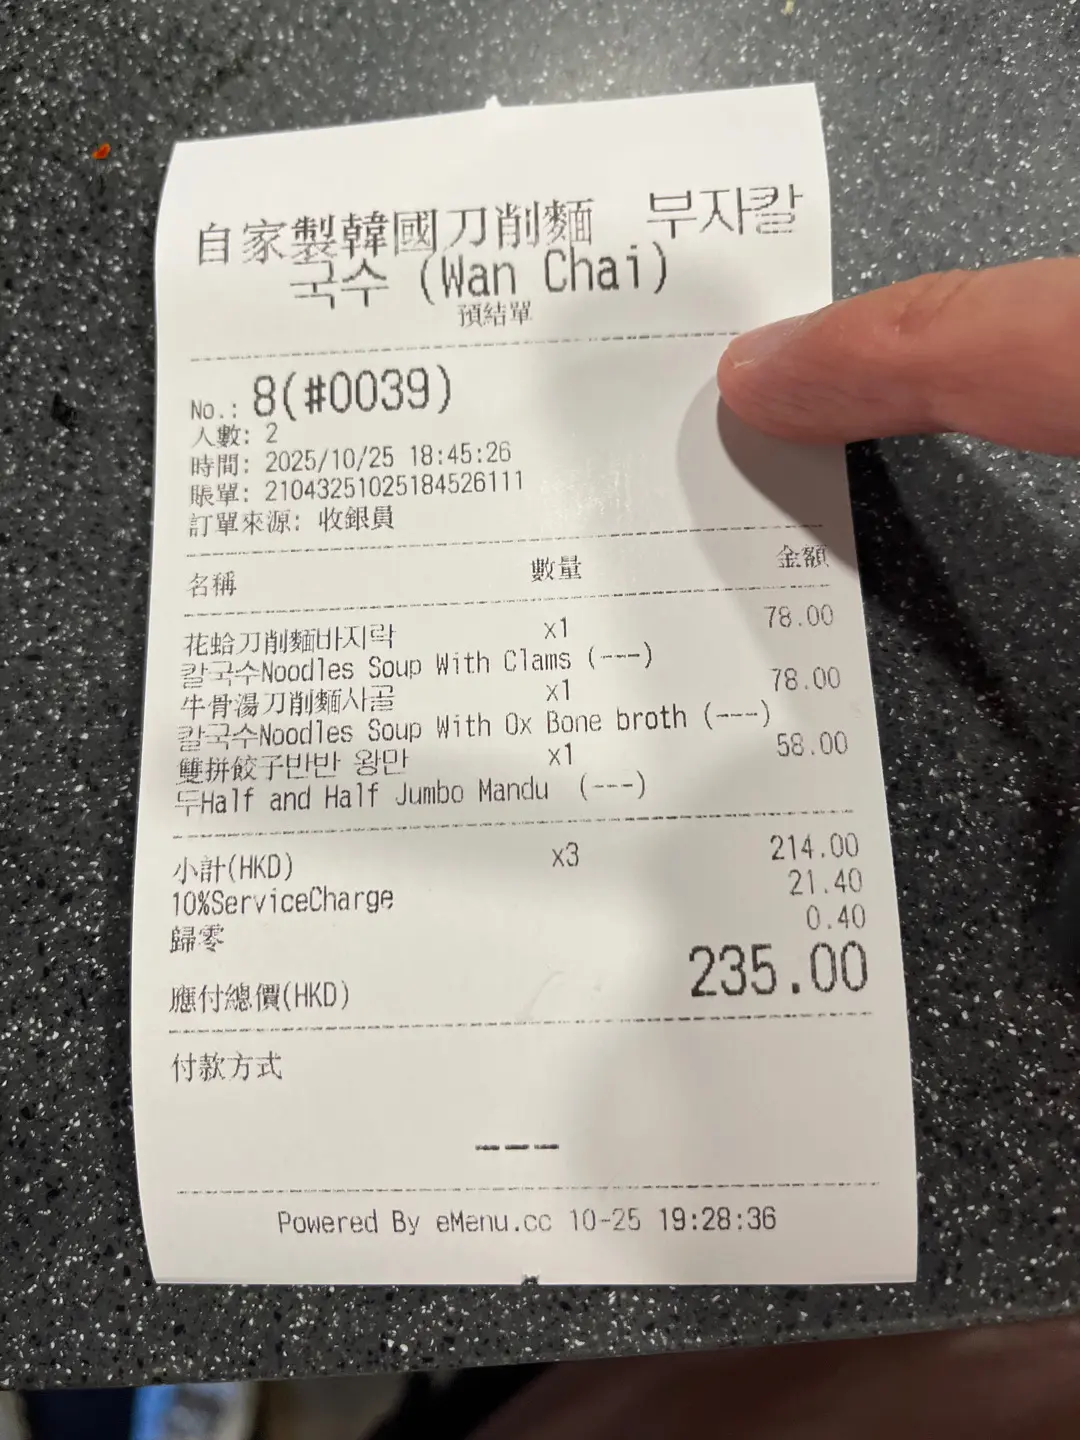 自家製韓國刀削麵 부자칼
국수 (Wan Chai)
預結單
No.: 8(#0039)
人數: 2
時間: 2025/10/25 18:45:26
賬單: 21043251025184526111
訂單來源: 收銀員
名稱 數量 金額
花蛤刀削麵바지락 x1 78.00
칼국수Noodles Soup With Clams (---)
牛骨湯刀削麵사골 x1 78.00
칼국수Noodles Soup With Ox Bone broth (---)
雙拼餃子반반 왕만 x1 58.00
두Half and Half Jumbo Mandu (---)
小計(HKD) x3 214.00
10%ServiceCharge 21.40
歸零 0.40
應付總價(HKD) 235.00
付款方式
---
Powered By eMenu.cc 10-25 19:28:36